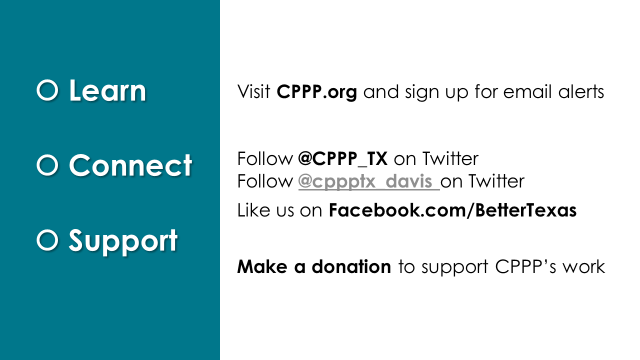 Learn
Visit CPPP.org and sign up for email alerts
Connect
Follow @CPPP_TX on Twitter
Follow @cppptx_davis on Twitter
Like us on Facebook.com/BetterTexas
Support
Make a donation to support CPPP's work